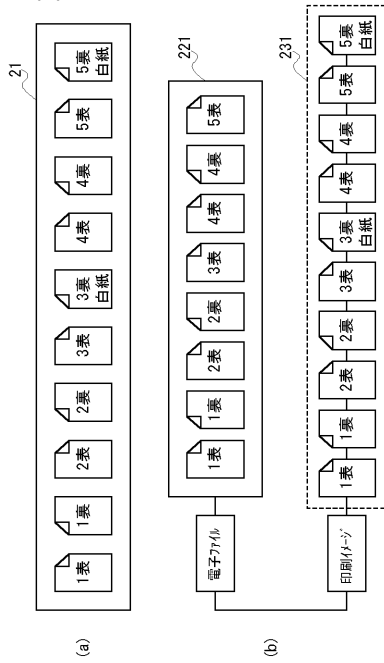 (a)
21
1表
1裏
2表
2裏
3表
3裏
白紙
4表
4裏
5表
5裏
白紙
(b)
電子ファイル
221
1表
1裏
2表
2裏
3表
4表
4裏
5表
印刷イメージ
231
1表
1裏
2表
2裏
3表
3裏
白紙
4表
4裏
5表
5裏
白紙